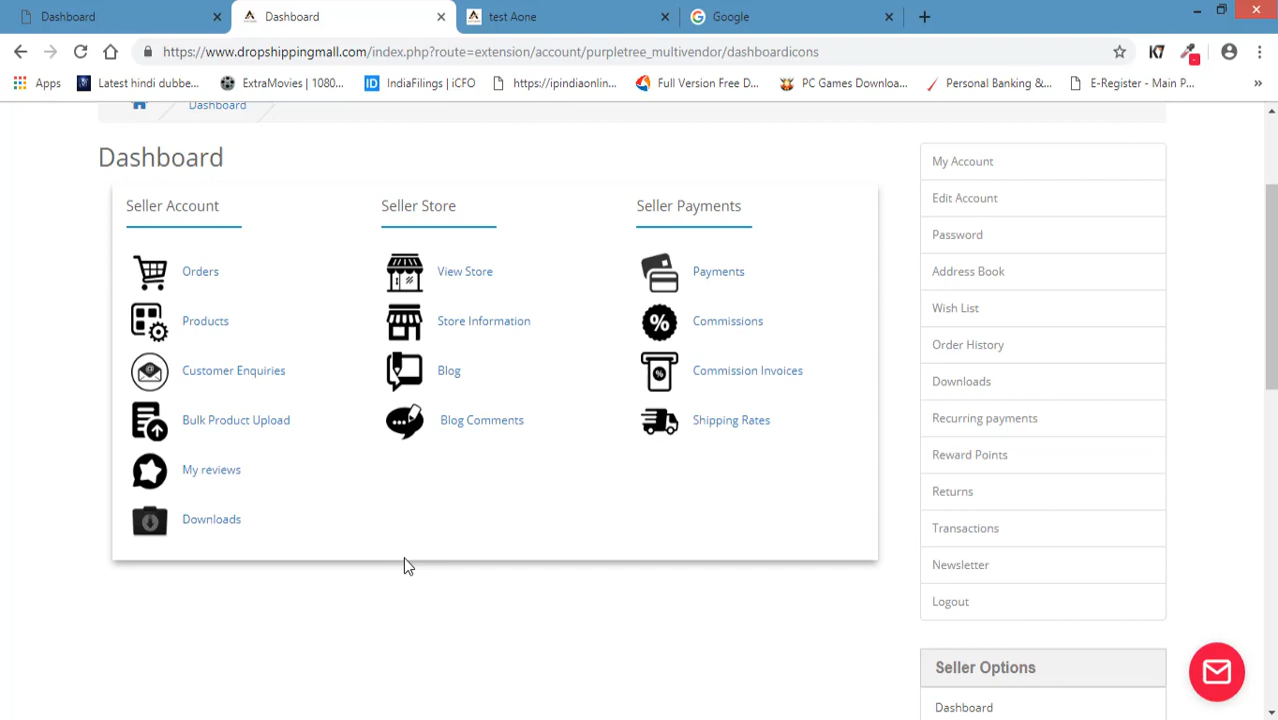 Dashboard
Dashboard
test Aone
Google
https://www.dropshippingmall.com/index.php?route=extension/account/purpletree_multivendor/dashboardicons
K7
Apps
Latest hindi dubbe...
ExtraMovies | 1080...
ID
IndiaFilings | iCFO
https://ipindiaonlin...
Full Version Free D...
PC Games Downloa...
Personal Banking &...
E-Register - Main P...
»
Dashboard
Dashboard
Seller Account
Orders
Products
Customer Enquiries
Bulk Product Upload
My reviews
Downloads
Seller Store
View Store
Store Information
Blog
Blog Comments
Seller Payments
Payments
Commissions
Commission Invoices
Shipping Rates
My Account
Edit Account
Password
Address Book
Wish List
Order History
Downloads
Recurring payments
Reward Points
Returns
Transactions
Newsletter
Logout
Seller Options
Dashboard